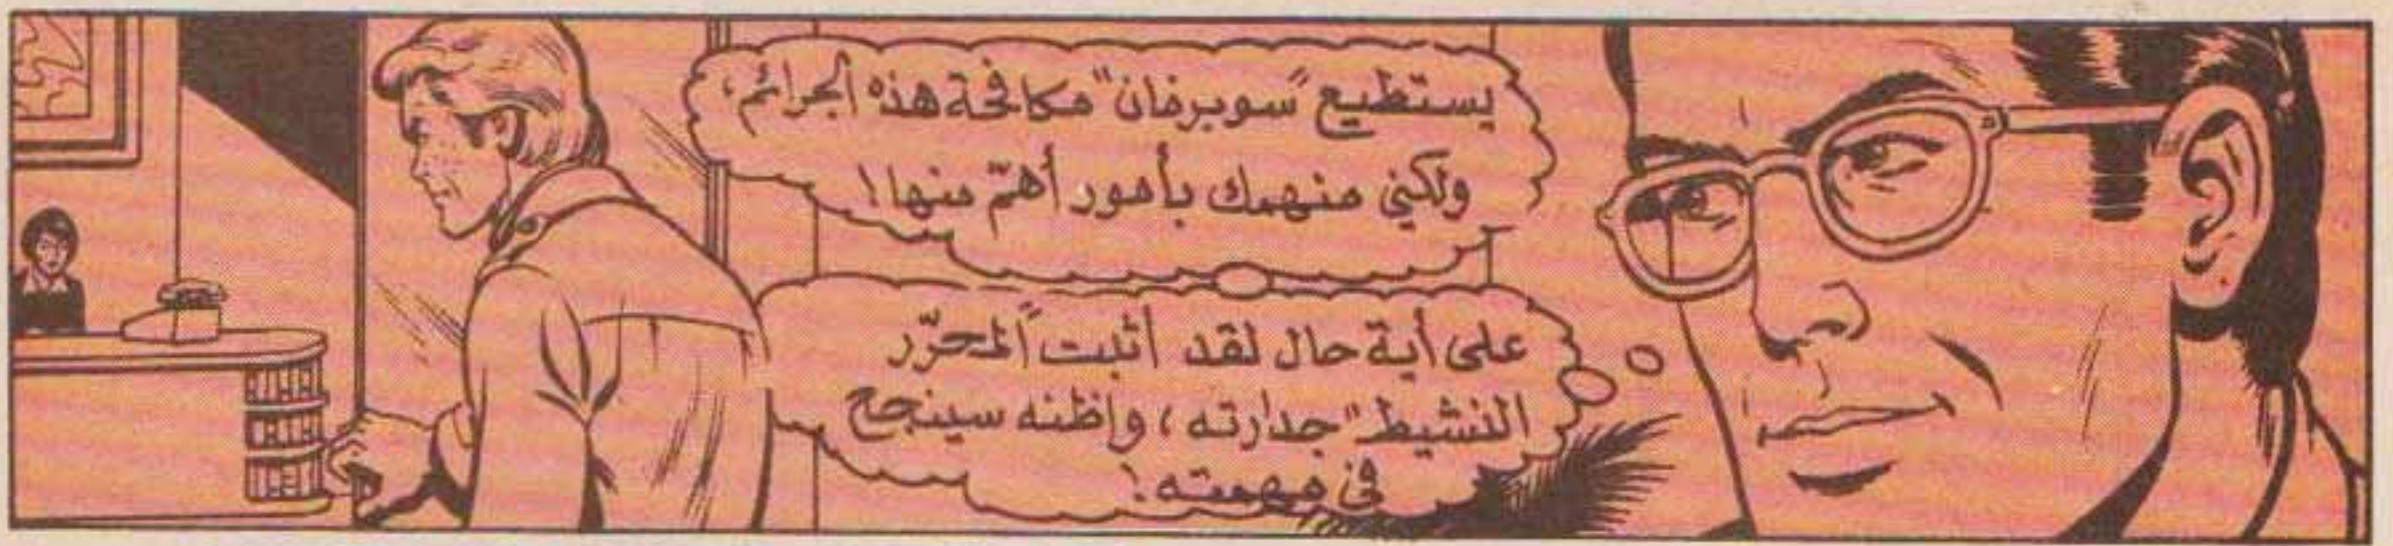 يستطيع "سوبرمان" مكافحة هذه الجرائم،
ولكني منهمك بأمور أهمّ منها!
على أية حال لقد أثبت "المحرّر
النشيط" جدارته، وأظنه سينجح
في مهمته!